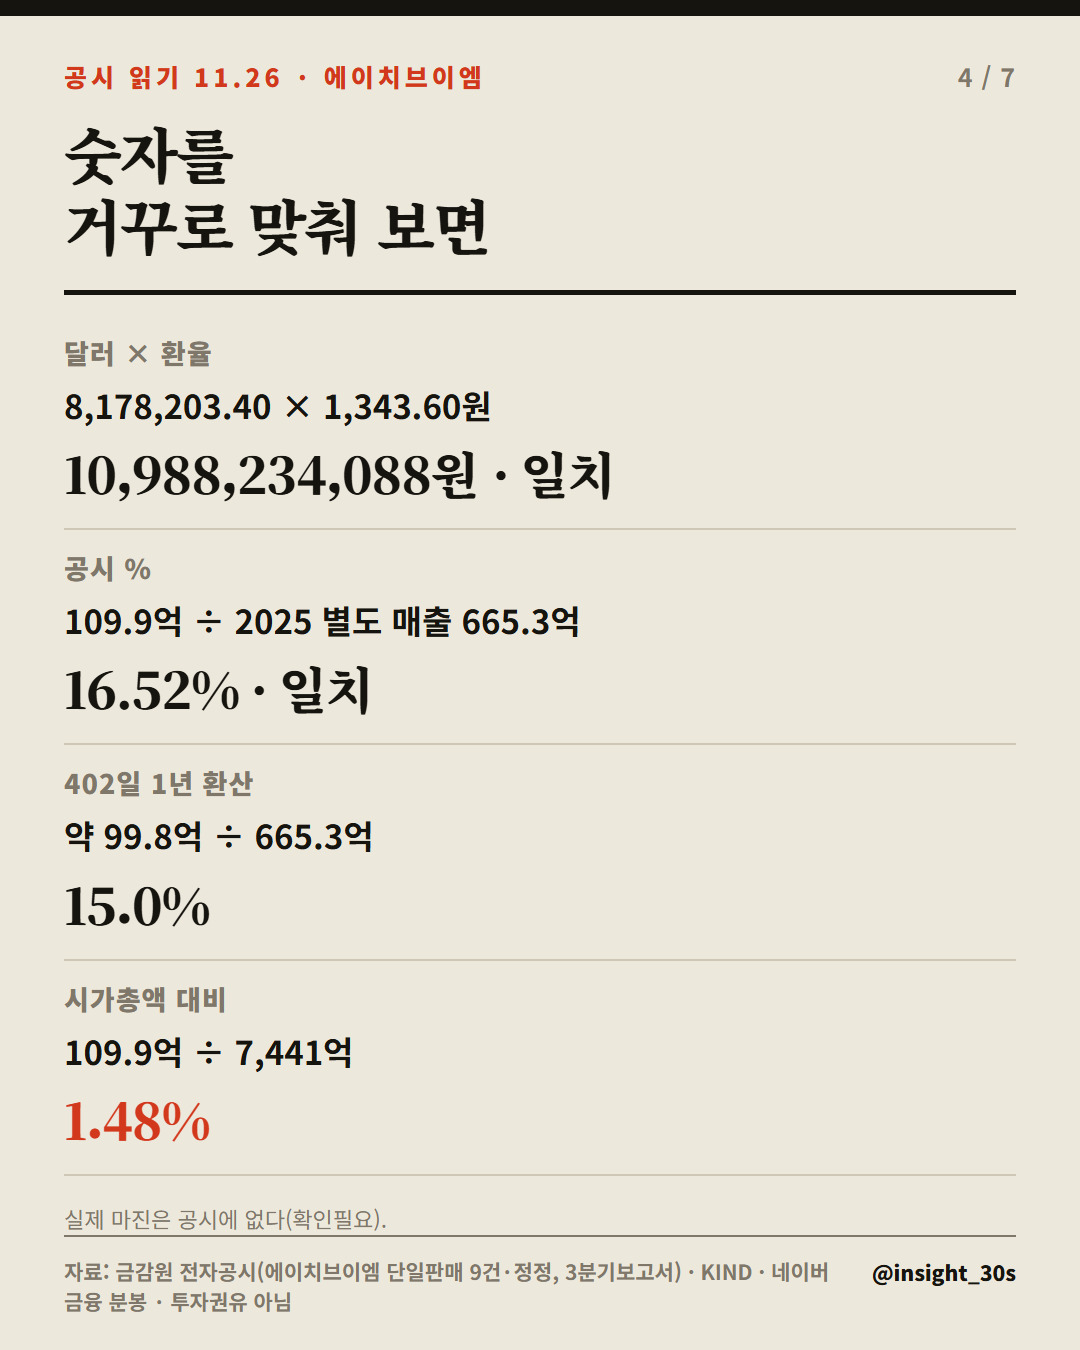 공시 읽기 11.26 · 에이치브이엠
4 / 7
숫자를
거꾸로 맞춰 보면
달러 × 환율
8,178,203.40 × 1,343.60원
10,988,234,088원 · 일치
공시 %
109.9억 ÷ 2025 별도 매출 665.3억
16.52% · 일치
402일 1년 환산
약 99.8억 ÷ 665.3억
15.0%
시가총액 대비
109.9억 ÷ 7,441억
1.48%
실제 마진은 공시에 없다(확인필요).
자료: 금감원 전자공시(에이치브이엠 단일판매 9건·정정, 3분기보고서) · KIND · 네이버
금융 분봉 · 투자권유 아님
@insight_30s